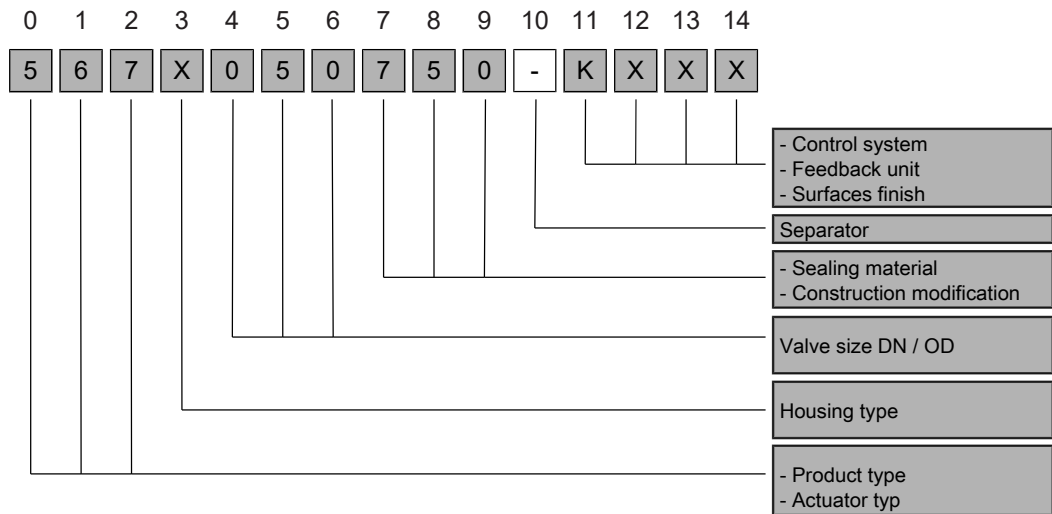 0 1 2 3 4 5 6 7 8 9 10 11 12 13 14
5 6 7 X 0 5 0 7 5 0 - K X X X
- Control system
- Feedback unit
- Surfaces finish
Separator
- Sealing material
- Construction modification
Valve size DN / OD
Housing type
- Product type
- Actuator typ